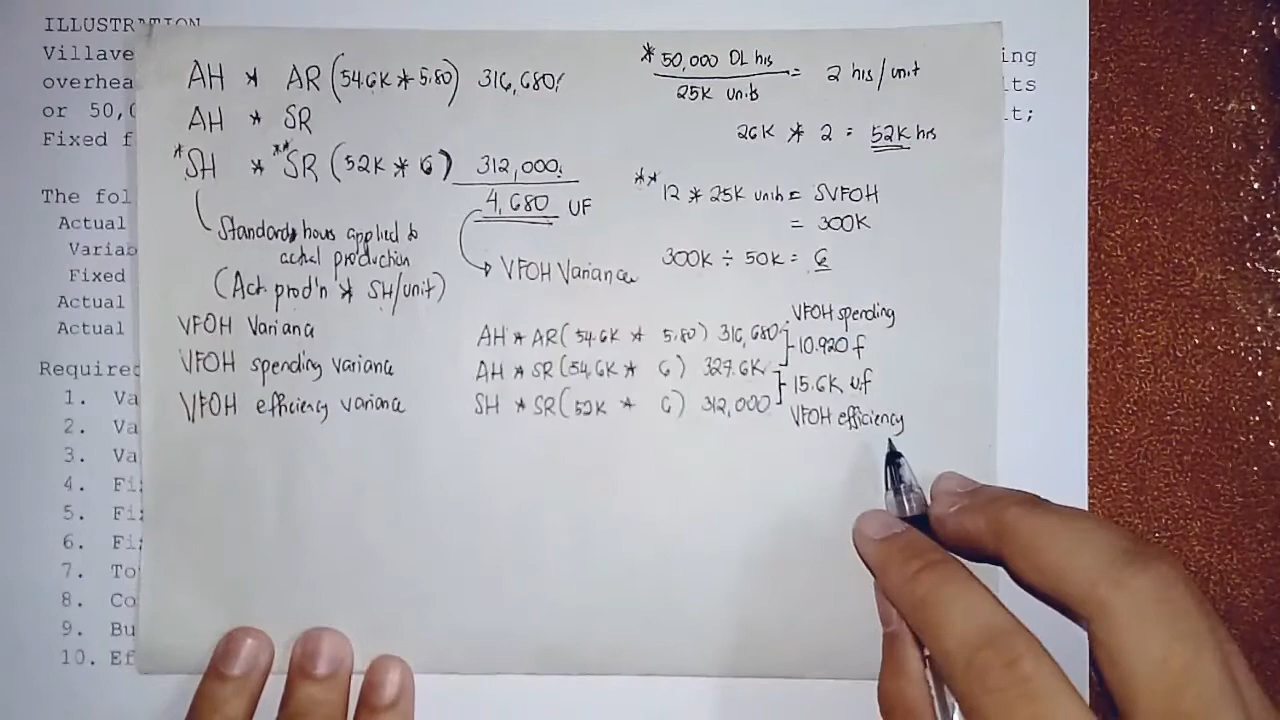 ILLUSTRATION
Villave ing
overhea its
or 50,0 t;
Fixed f
The fol
Actual
Variab
Fixed
Actual
Actual
Required
1. Va
2. Va
3. Va
4. Fi
5. Fi
6. Fi
7. To
8. Co
9. Bu
10. Ef
AH * AR (54.6K * 5.80) 316,680
AH * SR
*SH * **SR (52K * 6) 312,000
4,680 UF
Standard hours applied to
actual production
(Act. prod'n * SH/unit)
VFOH Variance
* 50,000 DL hrs = 2 hrs/unit
25K units
26K * 2 = 52K hrs
** 12 * 25K units = SVFOH
= 300K
300K ÷ 50K = 6
VFOH Variance
VFOH spending variance
VFOH efficiency variance
AH * AR (54.6K * 5.80) 316,680
AH * SR (54.6K * 6) 327.6K
SH * SR (52K * 6) 312,000
VFOH spending
10.920 f
15.6K uf
VFOH efficiency